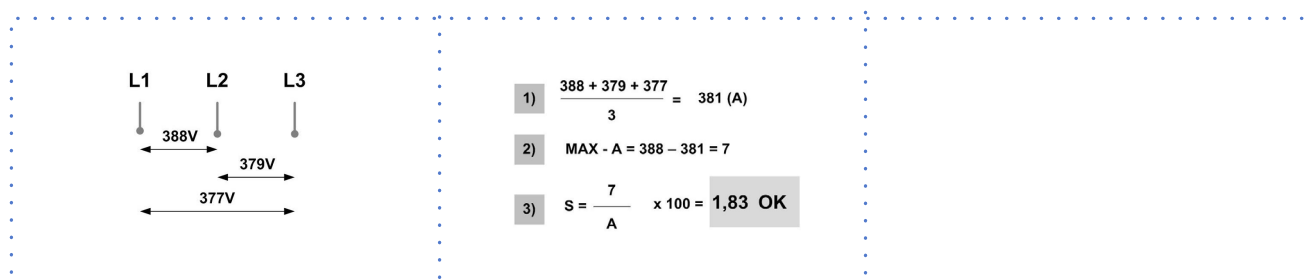 L1 L2 L3
388V
379V
377V
1) 388 + 379 + 377 = 381 (A)
3
2) MAX - A = 388 – 381 = 7
3) S = 7 x 100 = 1,83 OK
A